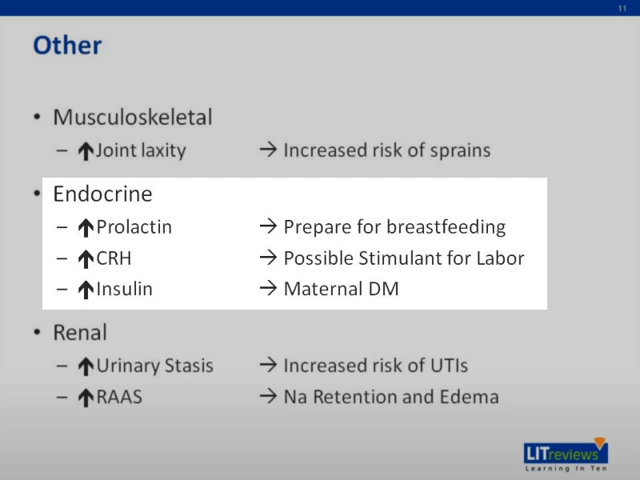 11
Other
• Musculoskeletal
– ↑Joint laxity → Increased risk of sprains
• Endocrine
– ↑Prolactin → Prepare for breastfeeding
– ↑CRH → Possible Stimulant for Labor
– ↑Insulin → Maternal DM
• Renal
– ↑Urinary Stasis → Increased risk of UTIs
– ↑RAAS → Na Retention and Edema
LITreviews
Learning In Ten